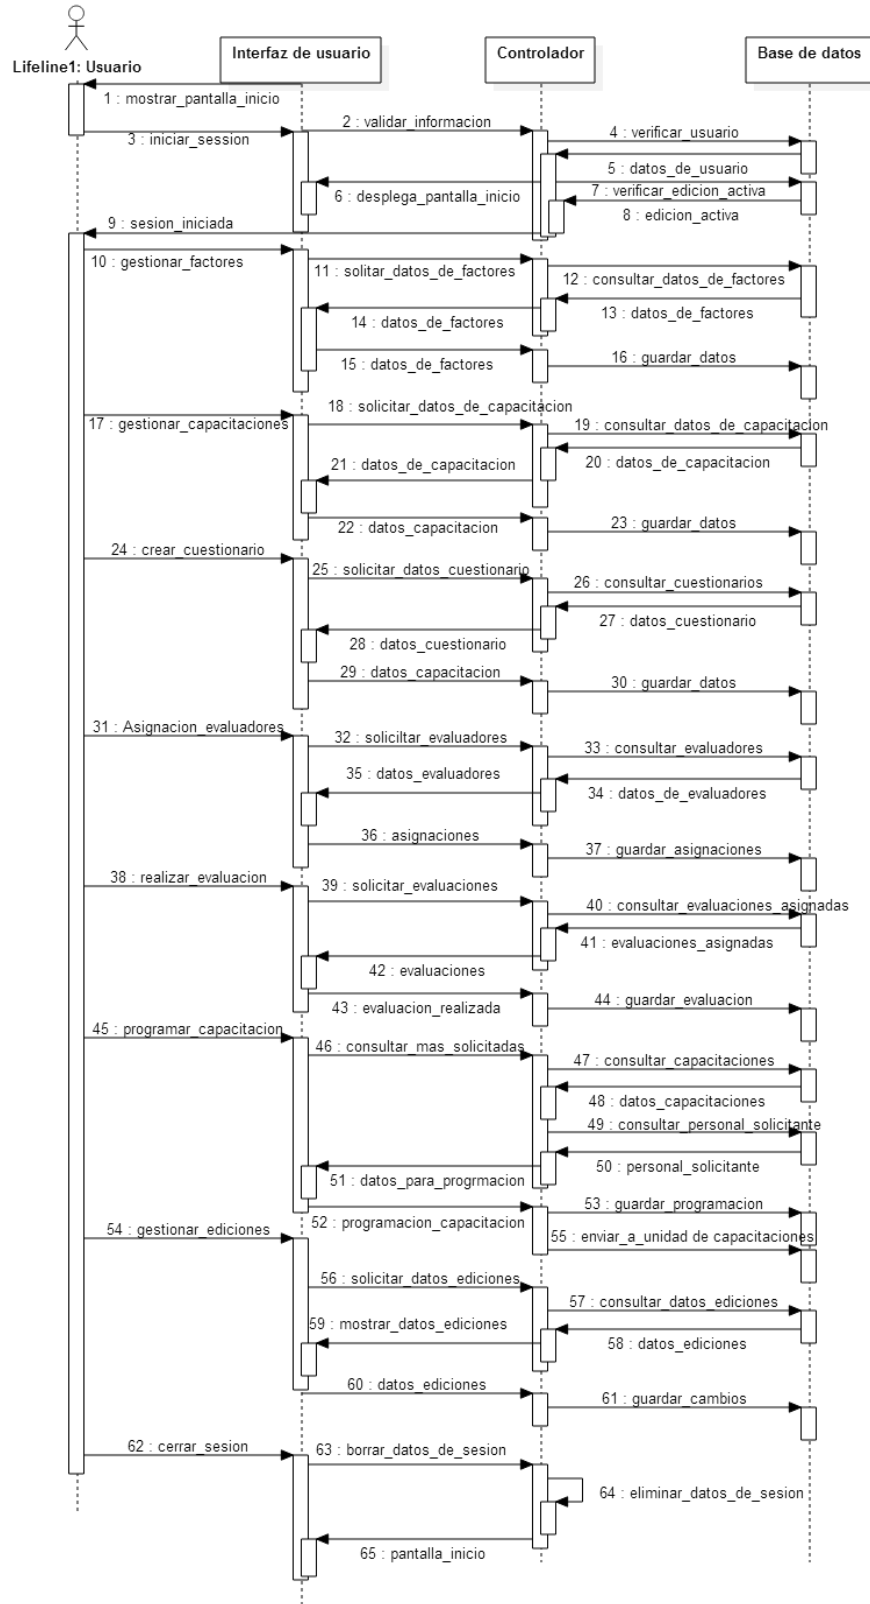 Lifeline1: Usuario
Interfaz de usuario
Controlador
Base de datos
1 : mostrar_pantalla_inicio
2 : validar_informacion
3 : iniciar_session
4 : verificar_usuario
5 : datos_de_usuario
6 : desplega_pantalla_inicio
7 : verificar_edicion_activa
8 : edicion_activa
9 : sesion_iniciada
10 : gestionar_factores
11 : solitar_datos_de_factores
12 : consultar_datos_de_factores
13 : datos_de_factores
14 : datos_de_factores
15 : datos_de_factores
16 : guardar_datos
17 : gestionar_capacitaciones
18 : solicitar_datos_de_capacitacion
19 : consultar_datos_de_capacitacion
20 : datos_de_capacitacion
21 : datos_de_capacitacion
22 : datos_capacitacion
23 : guardar_datos
24 : crear_cuestionario
25 : solicitar_datos_cuestionario
26 : consultar_cuestionarios
27 : datos_cuestionario
28 : datos_cuestionario
29 : datos_capacitacion
30 : guardar_datos
31 : Asignacion_evaluadores
32 : soliciltar_evaluadores
33 : consultar_evaluadores
34 : datos_de_evaluadores
35 : datos_evaluadores
36 : asignaciones
37 : guardar_asignaciones
38 : realizar_evaluacion
39 : solicitar_evaluaciones
40 : consultar_evaluaciones_asignadas
41 : evaluaciones_asignadas
42 : evaluaciones
43 : evaluacion_realizada
44 : guardar_evaluacion
45 : programar_capacitacion
46 : consultar_mas_solicitadas
47 : consultar_capacitaciones
48 : datos_capacitaciones
49 : consultar_personal_solicitante
50 : personal_solicitante
51 : datos_para_progrmacion
52 : programacion_capacitacion
53 : guardar_programacion
54 : gestionar_ediciones
55 : enviar_a_unidad de capacitaciones
56 : solicitar_datos_ediciones
57 : consultar_datos_ediciones
58 : datos_ediciones
59 : mostrar_datos_ediciones
60 : datos_ediciones
61 : guardar_cambios
62 : cerrar_sesion
63 : borrar_datos_de_sesion
64 : eliminar_datos_de_sesion
65 : pantalla_inicio